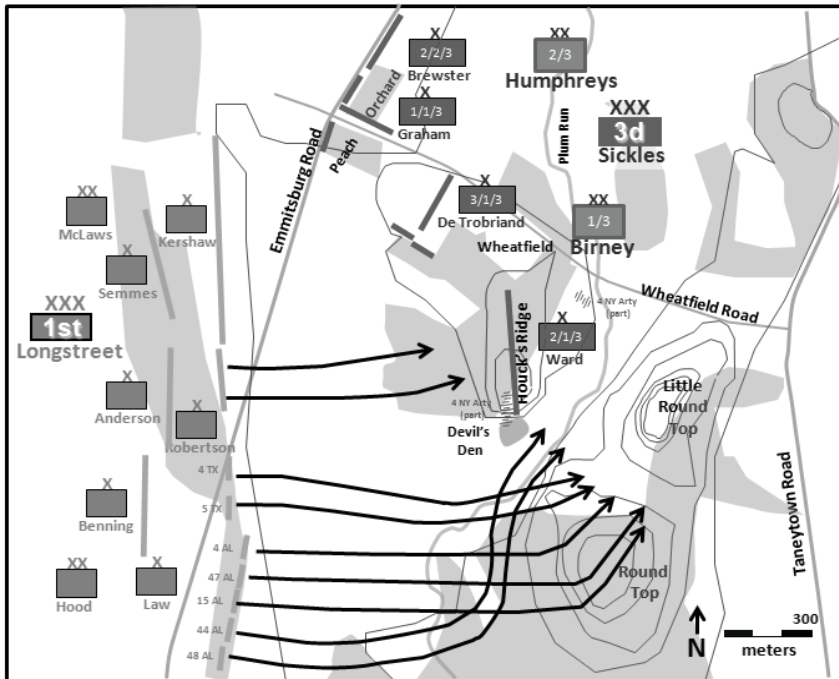 X
2/2/3
Brewster
XX
2/3
Humphreys
Orchard
X
1/1/3
Graham
XXX
3d
Sickles
Plum Run
Peach
Emmitsburg Road
XX
McLaws
X
Kershaw
X
3/1/3
De Trobriand
XX
1/3
Birney
Wheatfield
X
Semmes
XXX
1st
Longstreet
Wheatfield Road
4 NY Arty
(part)
Houck's Ridge
X
2/1/3
Ward
X
Anderson
X
Robertson
4 NY Arty
(part)
Devil's
Den
Little
Round
Top
Taneytown Road
4 TX
5 TX
X
Benning
4 AL
47 AL
15 AL
44 AL
48 AL
XX
Hood
X
Law
Round
Top
N
300
meters